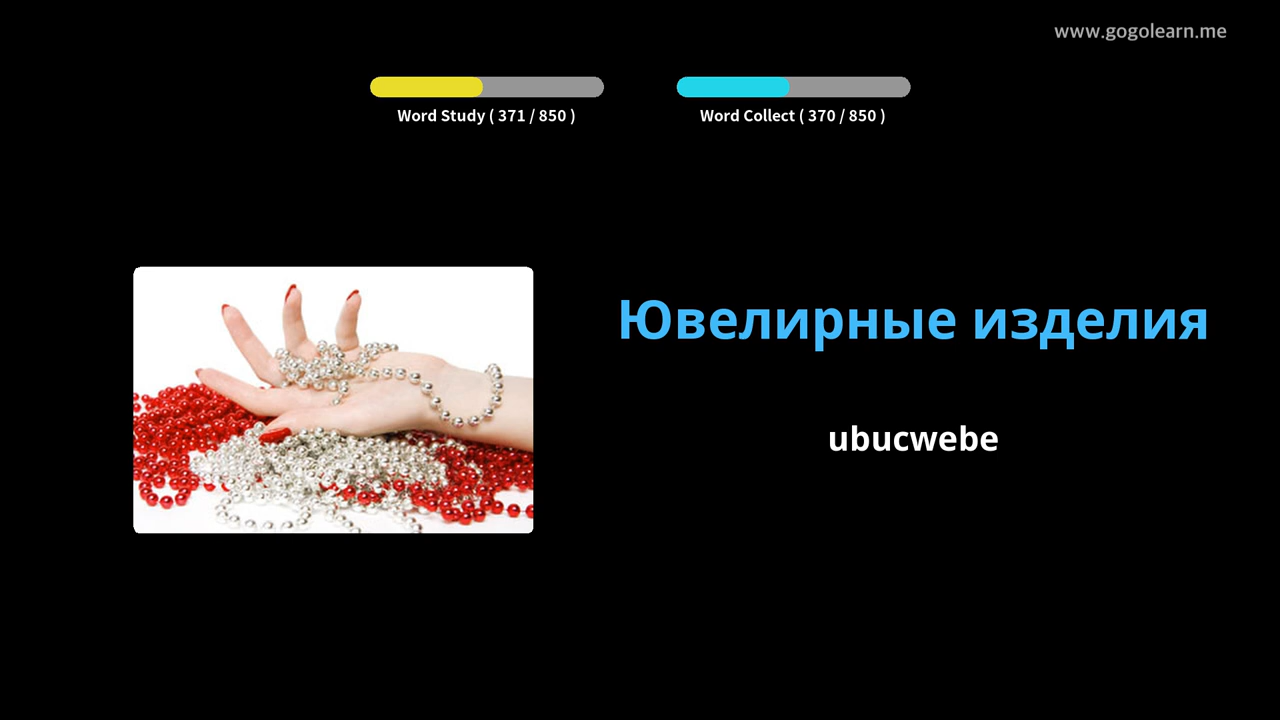 www.gogolearn.me
Word Study ( 371 / 850 )
Word Collect ( 370 / 850 )
Ювелирные изделия
ubucwebe